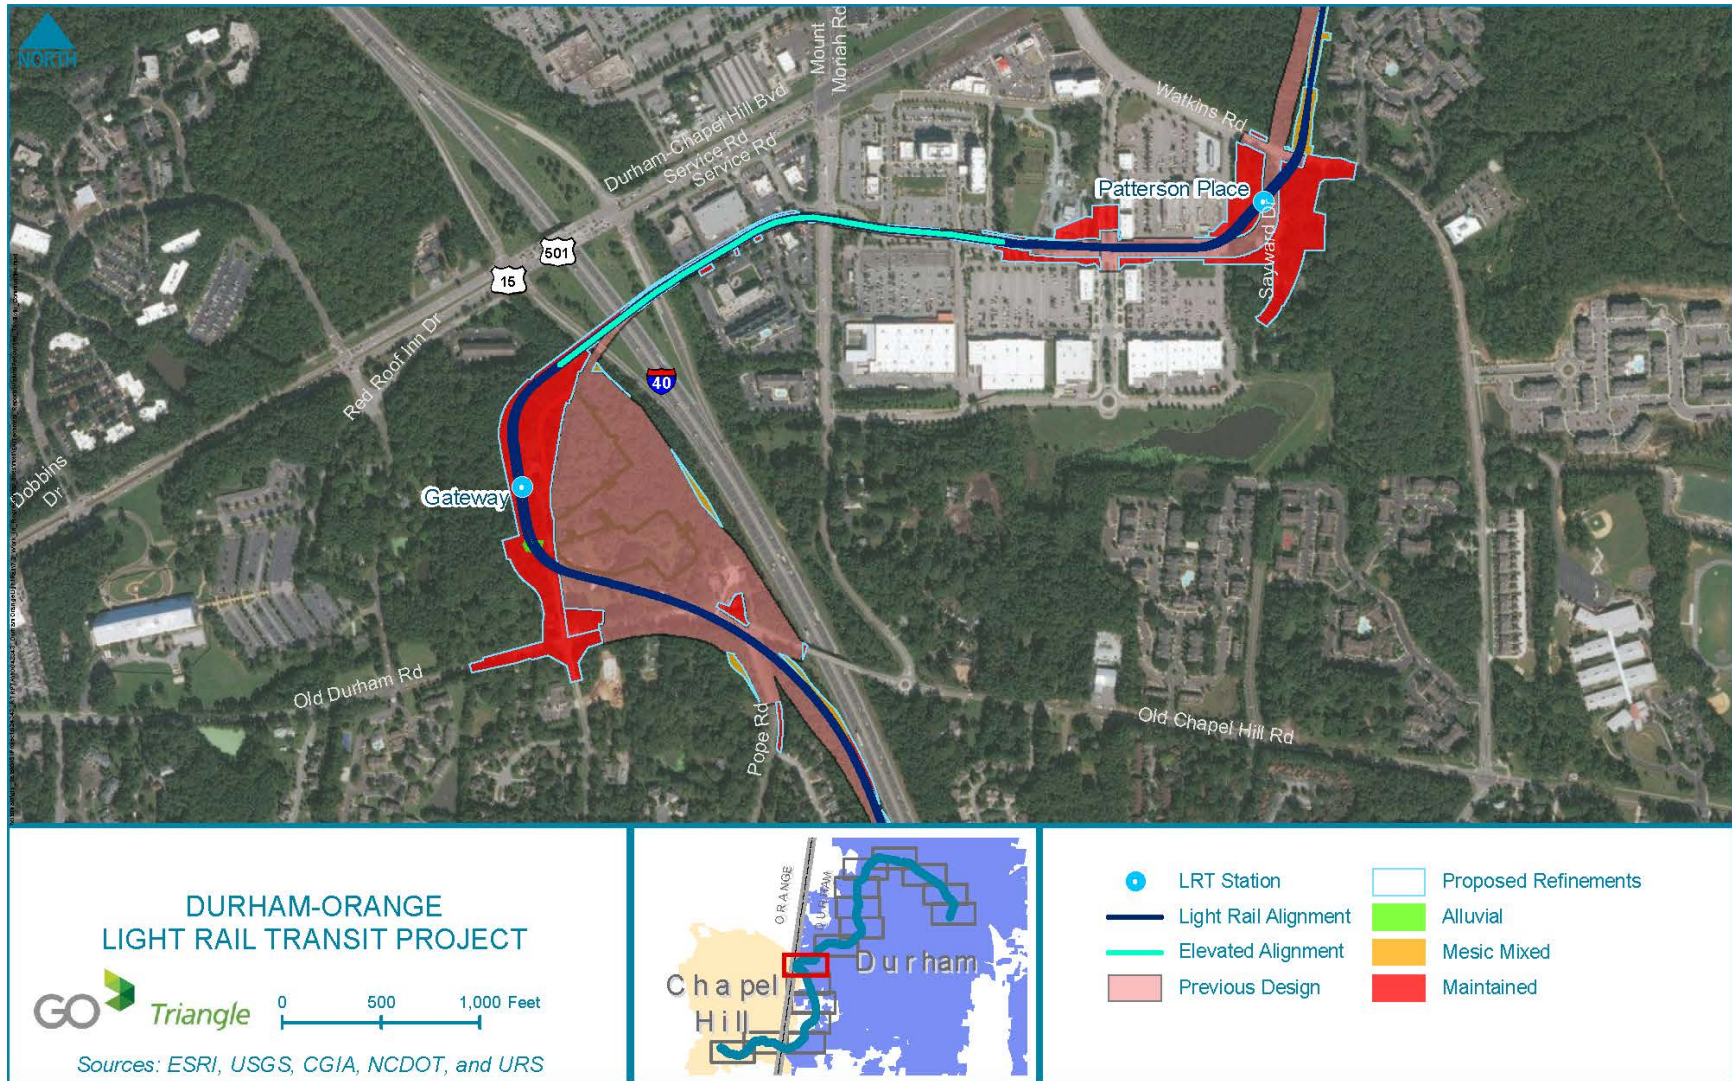 NORTH
Mount
Moriah Rd
Watkins Rd
Durham-Chapel Hill Blvd
Service Rd
Service Rd
Patterson Place
Sayward Dr
501
15
Red Roof Inn Dr
40
Dobbins
Dr
Gateway
Old Durham Rd
Pope Rd
Old Chapel Hill Rd
DURHAM-ORANGE
LIGHT RAIL TRANSIT PROJECT
GO Triangle
0 500 1,000 Feet
Sources: ESRI, USGS, CGIA, NCDOT, and URS
ORANGE
DURHAM
Durham
Chapel
Hill
LRT Station
Light Rail Alignment
Elevated Alignment
Previous Design
Proposed Refinements
Alluvial
Mesic Mixed
Maintained